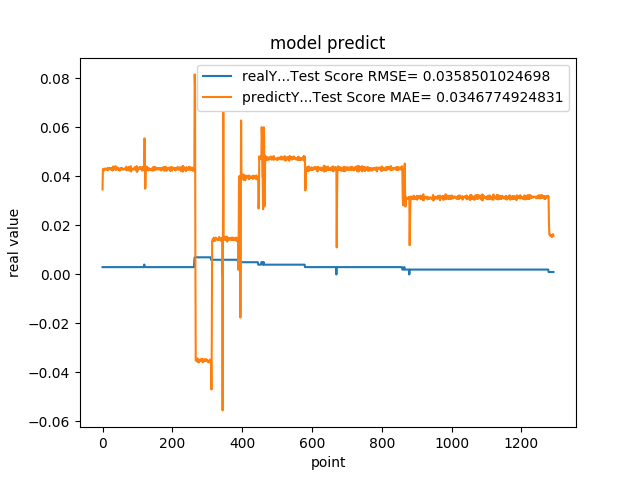 model predict
realY...Test Score RMSE= 0.0358501024698
predictY...Test Score MAE= 0.0346774924831
real value
0.08
0.06
0.04
0.02
0.00
−0.02
−0.04
−0.06
0 200 400 600 800 1000 1200
point